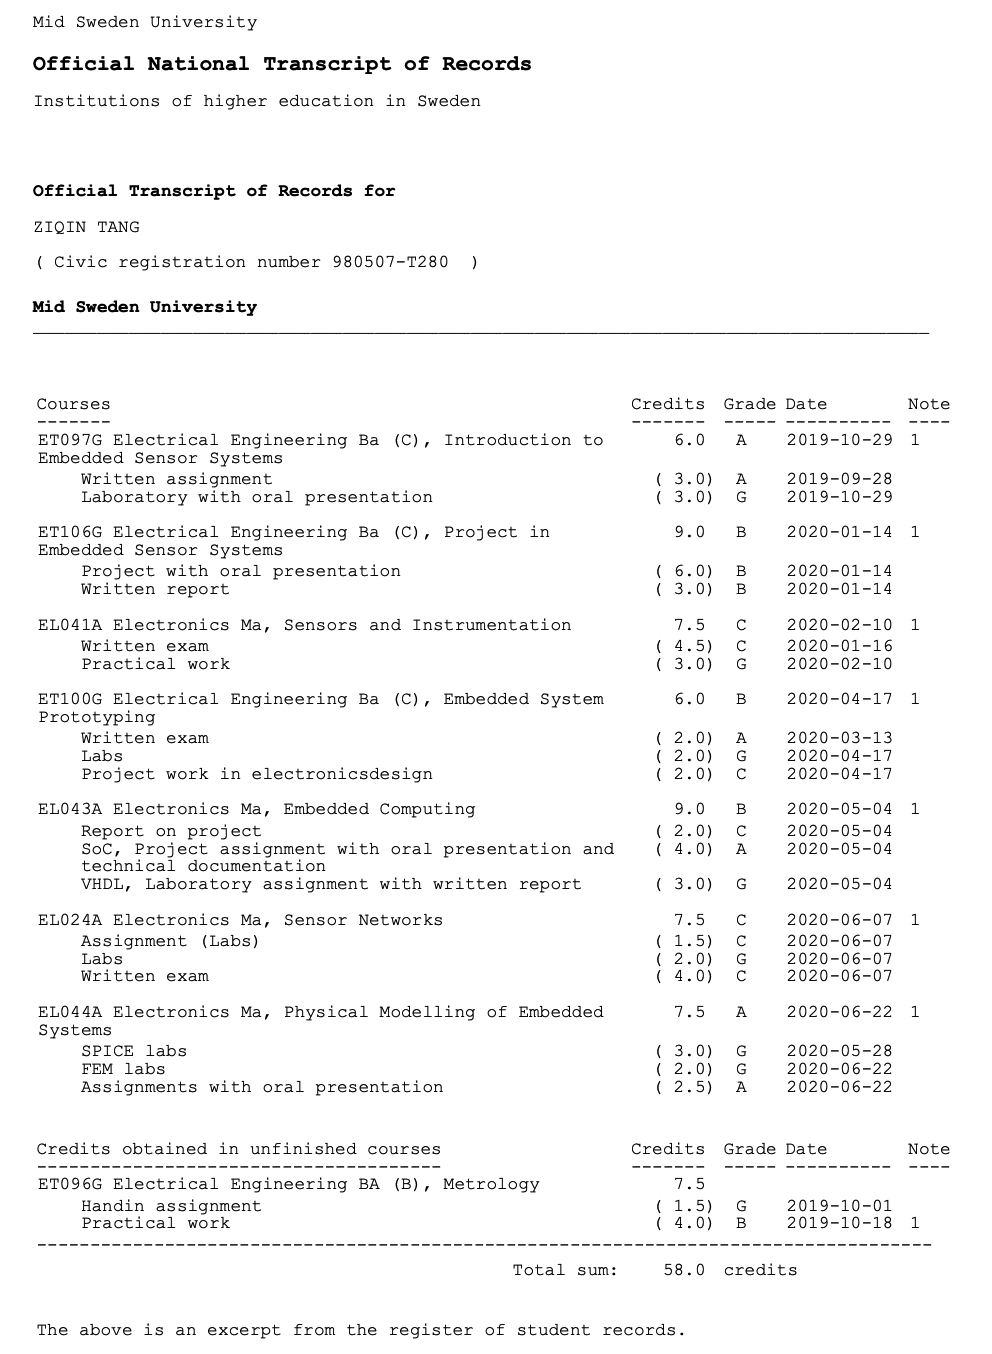 Mid Sweden University
Official National Transcript of Records
Institutions of higher education in Sweden
Official Transcript of Records for
ZIQIN TANG
( Civic registration number 980507-T280  )
Mid Sweden University
Courses Credits Grade Date Note
------- ------- ----- ---------- ----
ET097G Electrical Engineering Ba (C), Introduction to 6.0 A 2019-10-29 1
Embedded Sensor Systems
Written assignment ( 3.0) A 2019-09-28
Laboratory with oral presentation ( 3.0) G 2019-10-29
ET106G Electrical Engineering Ba (C), Project in 9.0 B 2020-01-14 1
Embedded Sensor Systems
Project with oral presentation ( 6.0) B 2020-01-14
Written report ( 3.0) B 2020-01-14
EL041A Electronics Ma, Sensors and Instrumentation 7.5 C 2020-02-10 1
Written exam ( 4.5) C 2020-01-16
Practical work ( 3.0) G 2020-02-10
ET100G Electrical Engineering Ba (C), Embedded System 6.0 B 2020-04-17 1
Prototyping
Written exam ( 2.0) A 2020-03-13
Labs ( 2.0) G 2020-04-17
Project work in electronicsdesign ( 2.0) C 2020-04-17
EL043A Electronics Ma, Embedded Computing 9.0 B 2020-05-04 1
Report on project ( 2.0) C 2020-05-04
SoC, Project assignment with oral presentation and ( 4.0) A 2020-05-04
technical documentation
VHDL, Laboratory assignment with written report ( 3.0) G 2020-05-04
EL024A Electronics Ma, Sensor Networks 7.5 C 2020-06-07 1
Assignment (Labs) ( 1.5) C 2020-06-07
Labs ( 2.0) G 2020-06-07
Written exam ( 4.0) C 2020-06-07
EL044A Electronics Ma, Physical Modelling of Embedded 7.5 A 2020-06-22 1
Systems
SPICE labs ( 3.0) G 2020-05-28
FEM labs ( 2.0) G 2020-06-22
Assignments with oral presentation ( 2.5) A 2020-06-22
Credits obtained in unfinished courses Credits Grade Date Note
-------------------------------------- ------- ----- ---------- ----
ET096G Electrical Engineering BA (B), Metrology 7.5
Handin assignment ( 1.5) G 2019-10-01
Practical work ( 4.0) B 2019-10-18 1
------------------------------------------------------------------------------------
Total sum: 58.0 credits
The above is an excerpt from the register of student records.